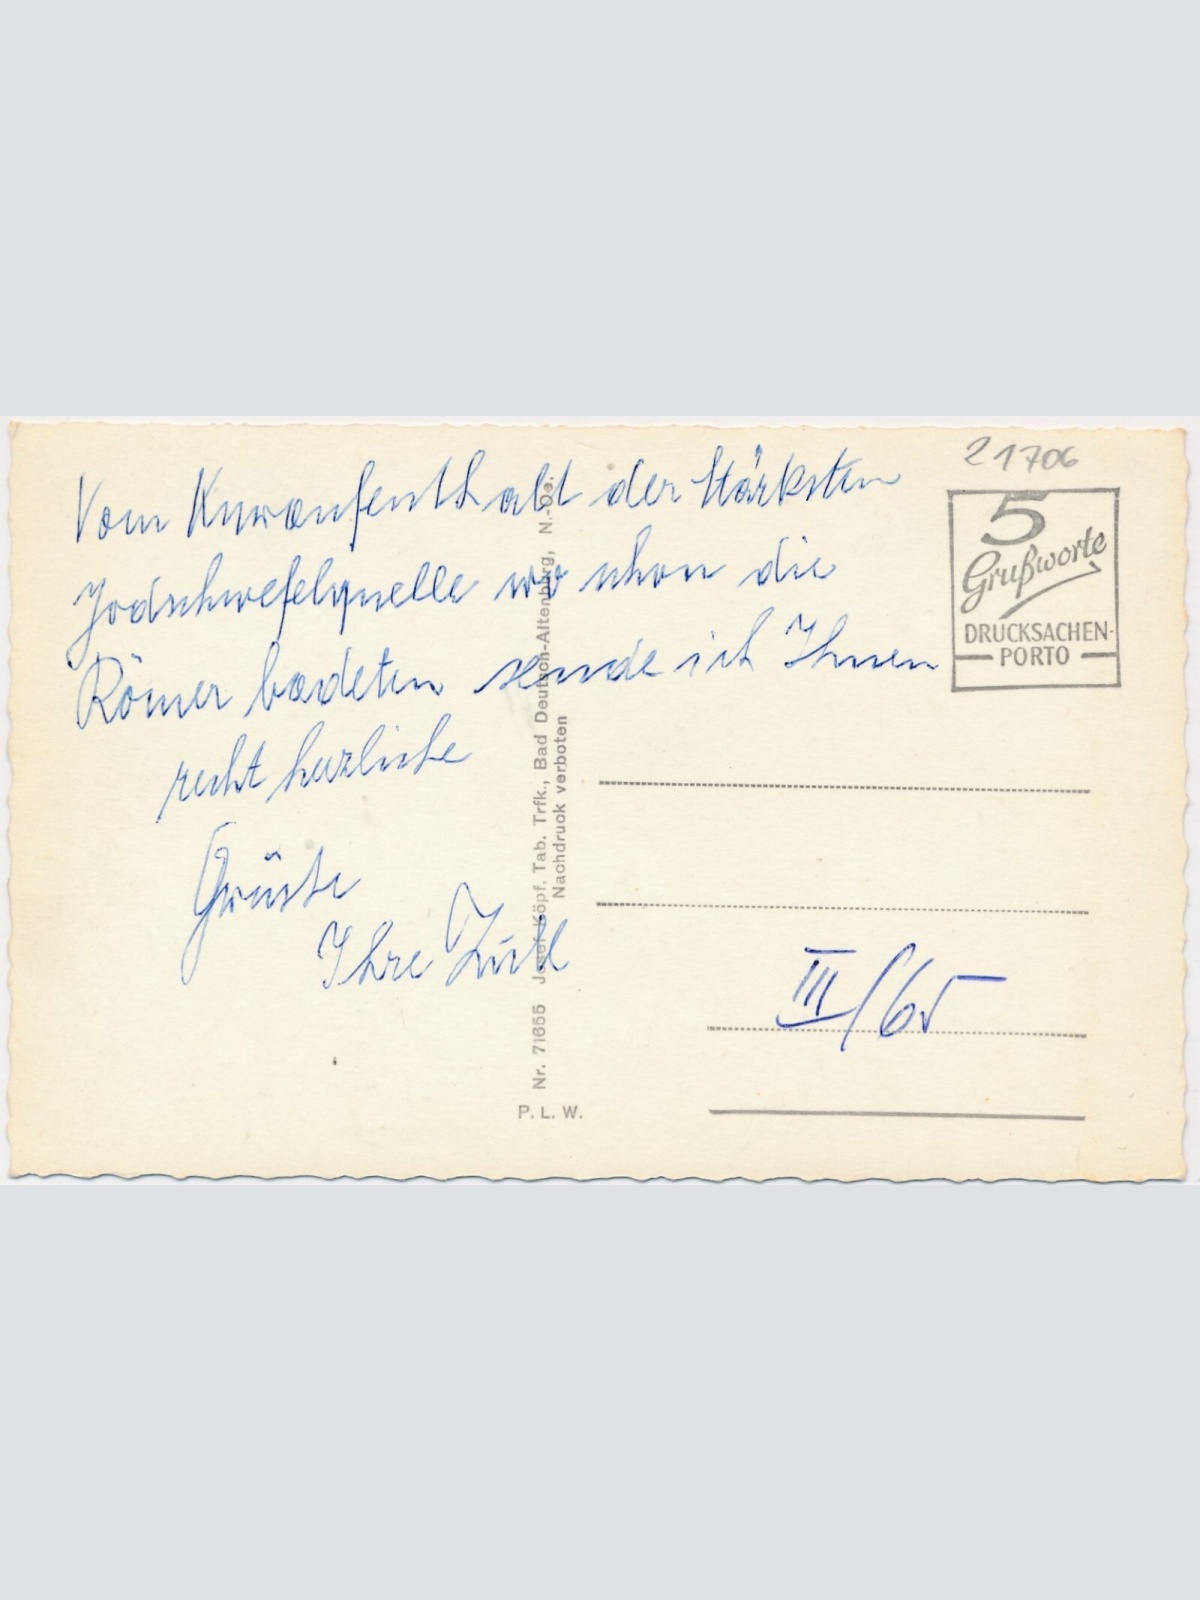 Vom Kuraufenthalt der stärksten
Jodschwefelquelle wo schon die
Römer badeten sende ich Ihnen
recht herzliche
Grüße
Ihre
21706
5
Grußworte
DRUCKSACHEN-
PORTO
III/65
Nr. 71655 Josef Köpf, Tab. Trfk., Bad Deutsch-Altenburg, N.-Oe.
Nachdruck verboten
P. L. W.